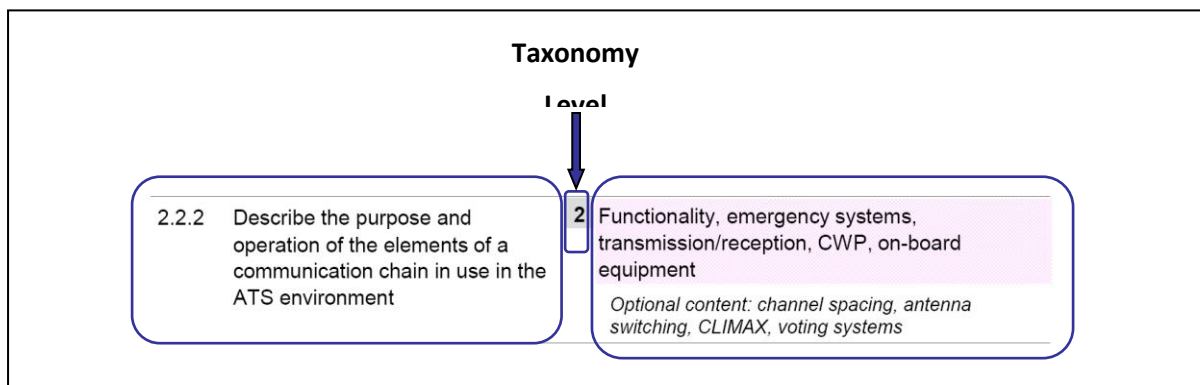 Taxonomy
Level
2.2.2 Describe the purpose and
operation of the elements of a
communication chain in use in the
ATS environment
2
Functionality, emergency systems,
transmission/reception, CWP, on-board
equipment
Optional content: channel spacing, antenna
switching, CLIMAX, voting systems